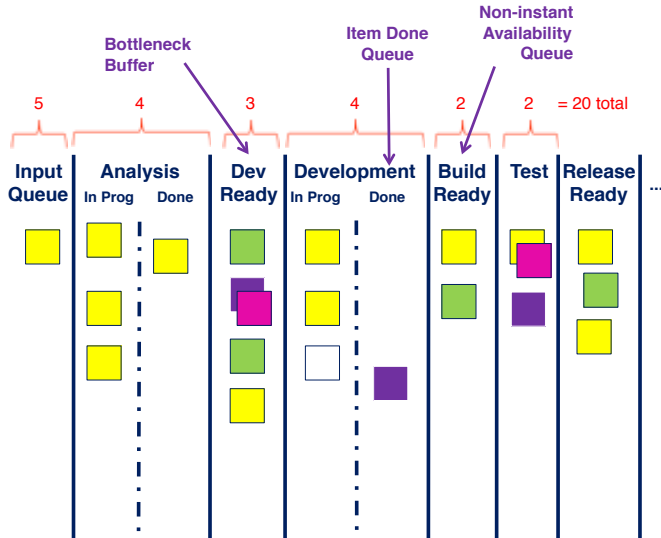 Bottleneck
Buffer
Item Done
Queue
Non-instant
Availability
Queue
5
4
3
4
2
2
= 20 total
Input
Queue
Analysis
In Prog
Done
Dev
Ready
Development
In Prog
Done
Build
Ready
Test
Release
Ready
...